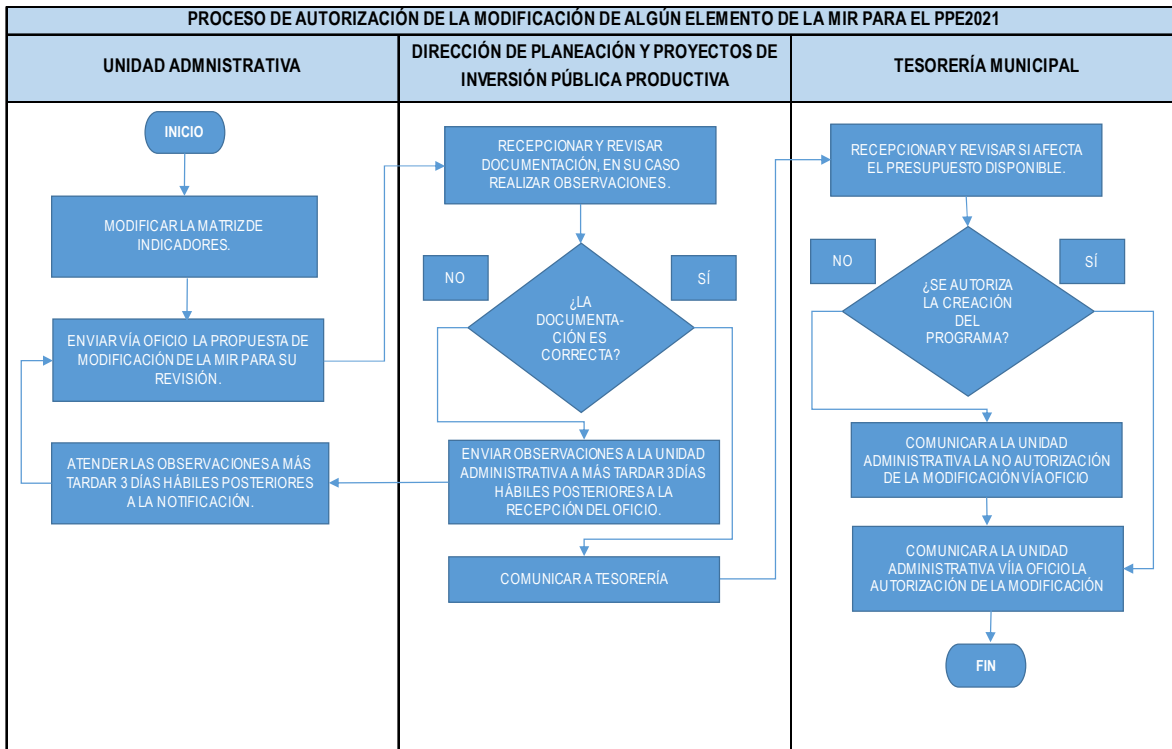 PROCESO DE AUTORIZACIÓN DE LA MODIFICACIÓN DE ALGÚN ELEMENTO DE LA MIR PARA EL PPE2021
UNIDAD ADMNISTRATIVA
DIRECCIÓN DE PLANEACIÓN Y PROYECTOS DE
INVERSIÓN PÚBLICA PRODUCTIVA
TESORERÍA MUNICIPAL
INICIO
MODIFICAR LA MATRIZ DE
INDICADORES.
ENVIAR VÍA OFICIO LA PROPUESTA DE
MODIFICACIÓN DE LA MIR PARA SU
REVISIÓN.
ATENDER LAS OBSERVACIONES A MÁS
TARDAR 3 DÍAS HÁBILES POSTERIORES
A LA NOTIFICACIÓN.
RECEPCIONAR Y REVISAR
DOCUMENTACIÓN, EN SU CASO
REALIZAR OBSERVACIONES.
NO
SÍ
¿LA
DOCUMENTA-
CIÓN ES
CORRECTA?
ENVIAR OBSERVACIONES A LA UNIDAD
ADMINISTRATIVA A MÁS TARDAR 3 DÍAS
HÁBILES POSTERIORES A LA
RECEPCIÓN DEL OFICIO.
COMUNICAR A TESORERÍA
RECEPCIONAR Y REVISAR SI AFECTA
EL PRESUPUESTO DISPONIBLE.
NO
SÍ
¿SE AUTORIZA
LA CREACIÓN
DEL
PROGRAMA?
COMUNICAR A LA UNIDAD
ADMINISTRATIVA LA NO AUTORIZACIÓN
DE LA MODIFICACIÓN VÍA OFICIO
COMUNICAR A LA UNIDAD
ADMINISTRATIVA VÍIA OFICIO LA
AUTORIZACIÓN DE LA MODIFICACIÓN
FIN